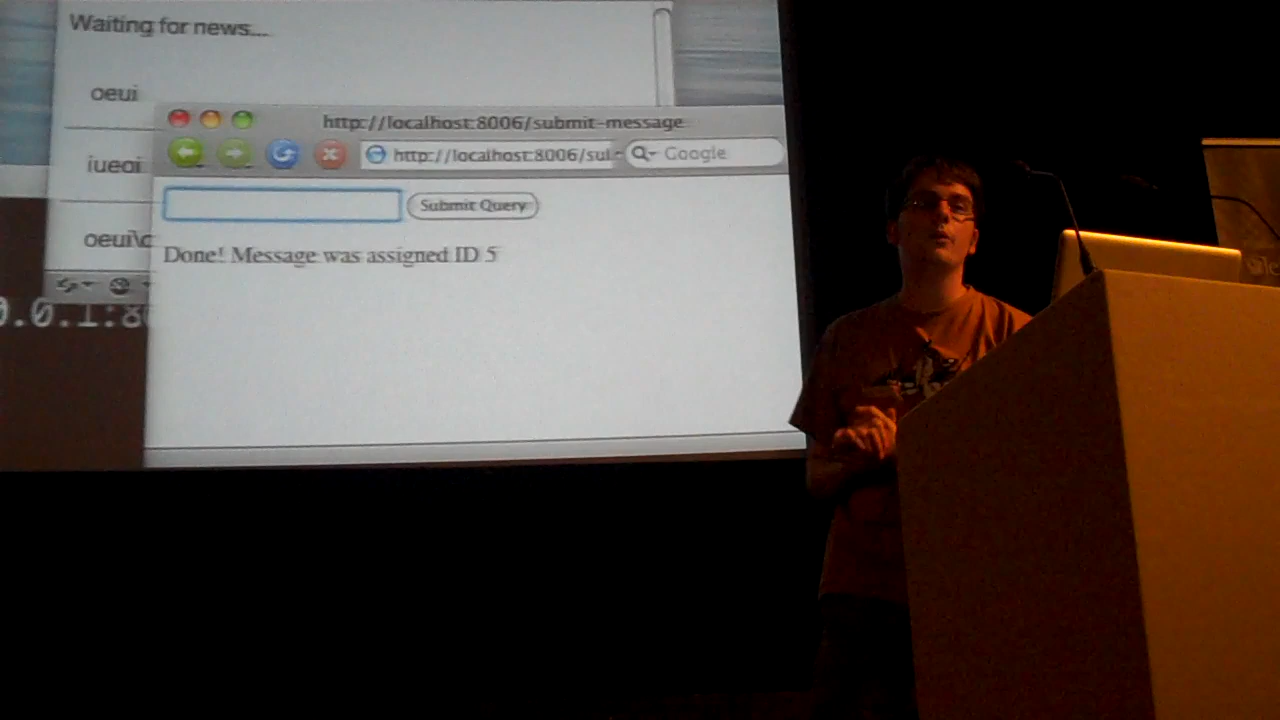 Waiting for news...
oeui
http://localhost:8006/submit-message
http://localhost:8006/sul
Google
iueoi
Submit Query
Done! Message was assigned ID 5